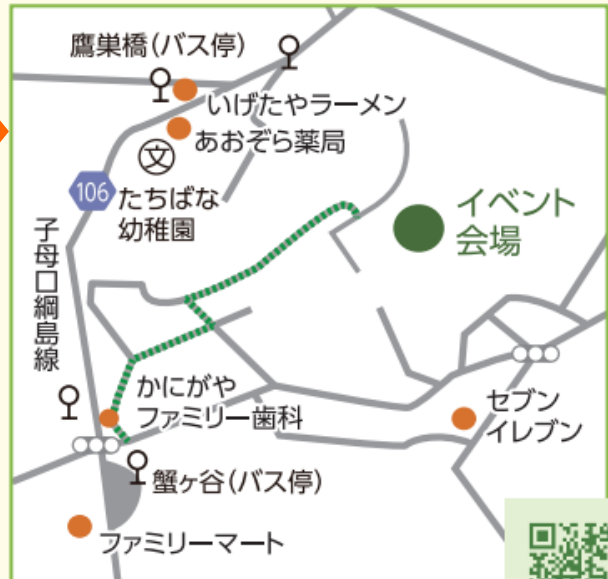 鷹巣橋(バス停)
いげたやラーメン
あおぞら薬局
文
106
たちばな
幼稚園
イベント
会場
子母口綱島線
かにがや
ファミリー歯科
セブン
イレブン
蟹ヶ谷(バス停)
ファミリーマート